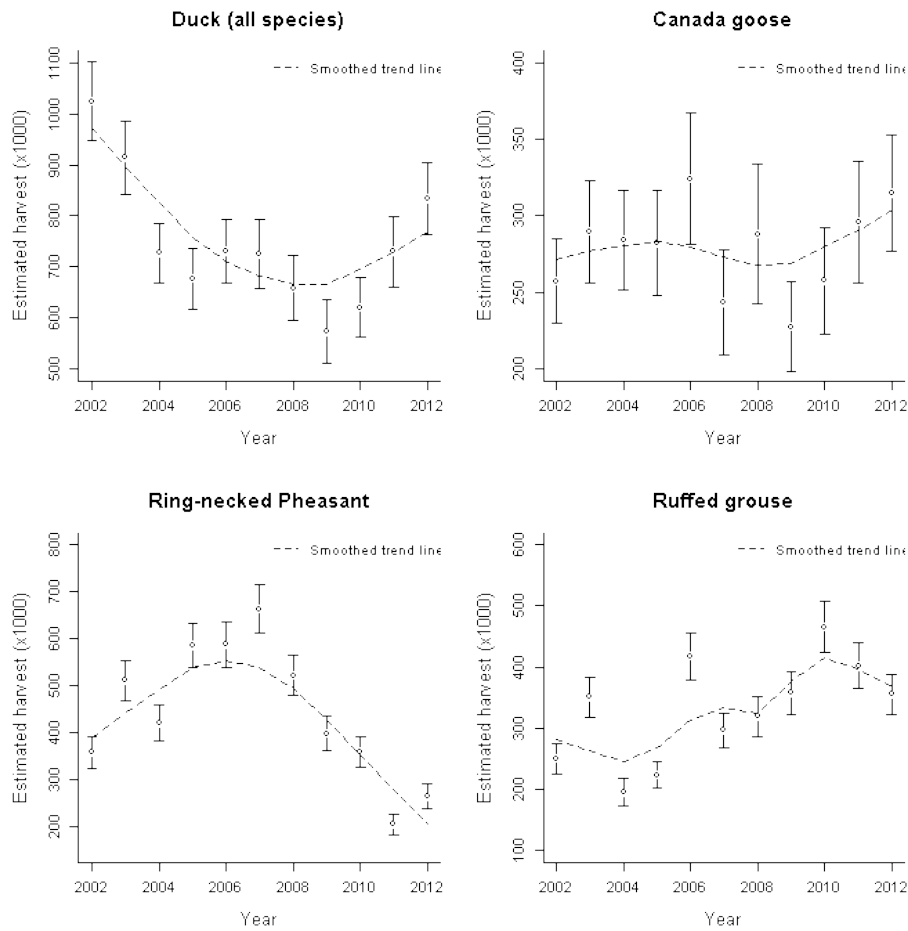 Duck (all species)
Smoothed trend line
Estimated harvest (x1000)
1100
1000
900
800
700
600
500
2002 2004 2006 2008 2010 2012
Year
Canada goose
Smoothed trend line
Estimated harvest (x1000)
400
350
300
250
200
2002 2004 2006 2008 2010 2012
Year
Ring-necked Pheasant
Smoothed trend line
Estimated harvest (x1000)
800
700
600
500
400
300
200
2002 2004 2006 2008 2010 2012
Year
Ruffed grouse
Smoothed trend line
Estimated harvest (x1000)
600
500
400
300
200
100
2002 2004 2006 2008 2010 2012
Year